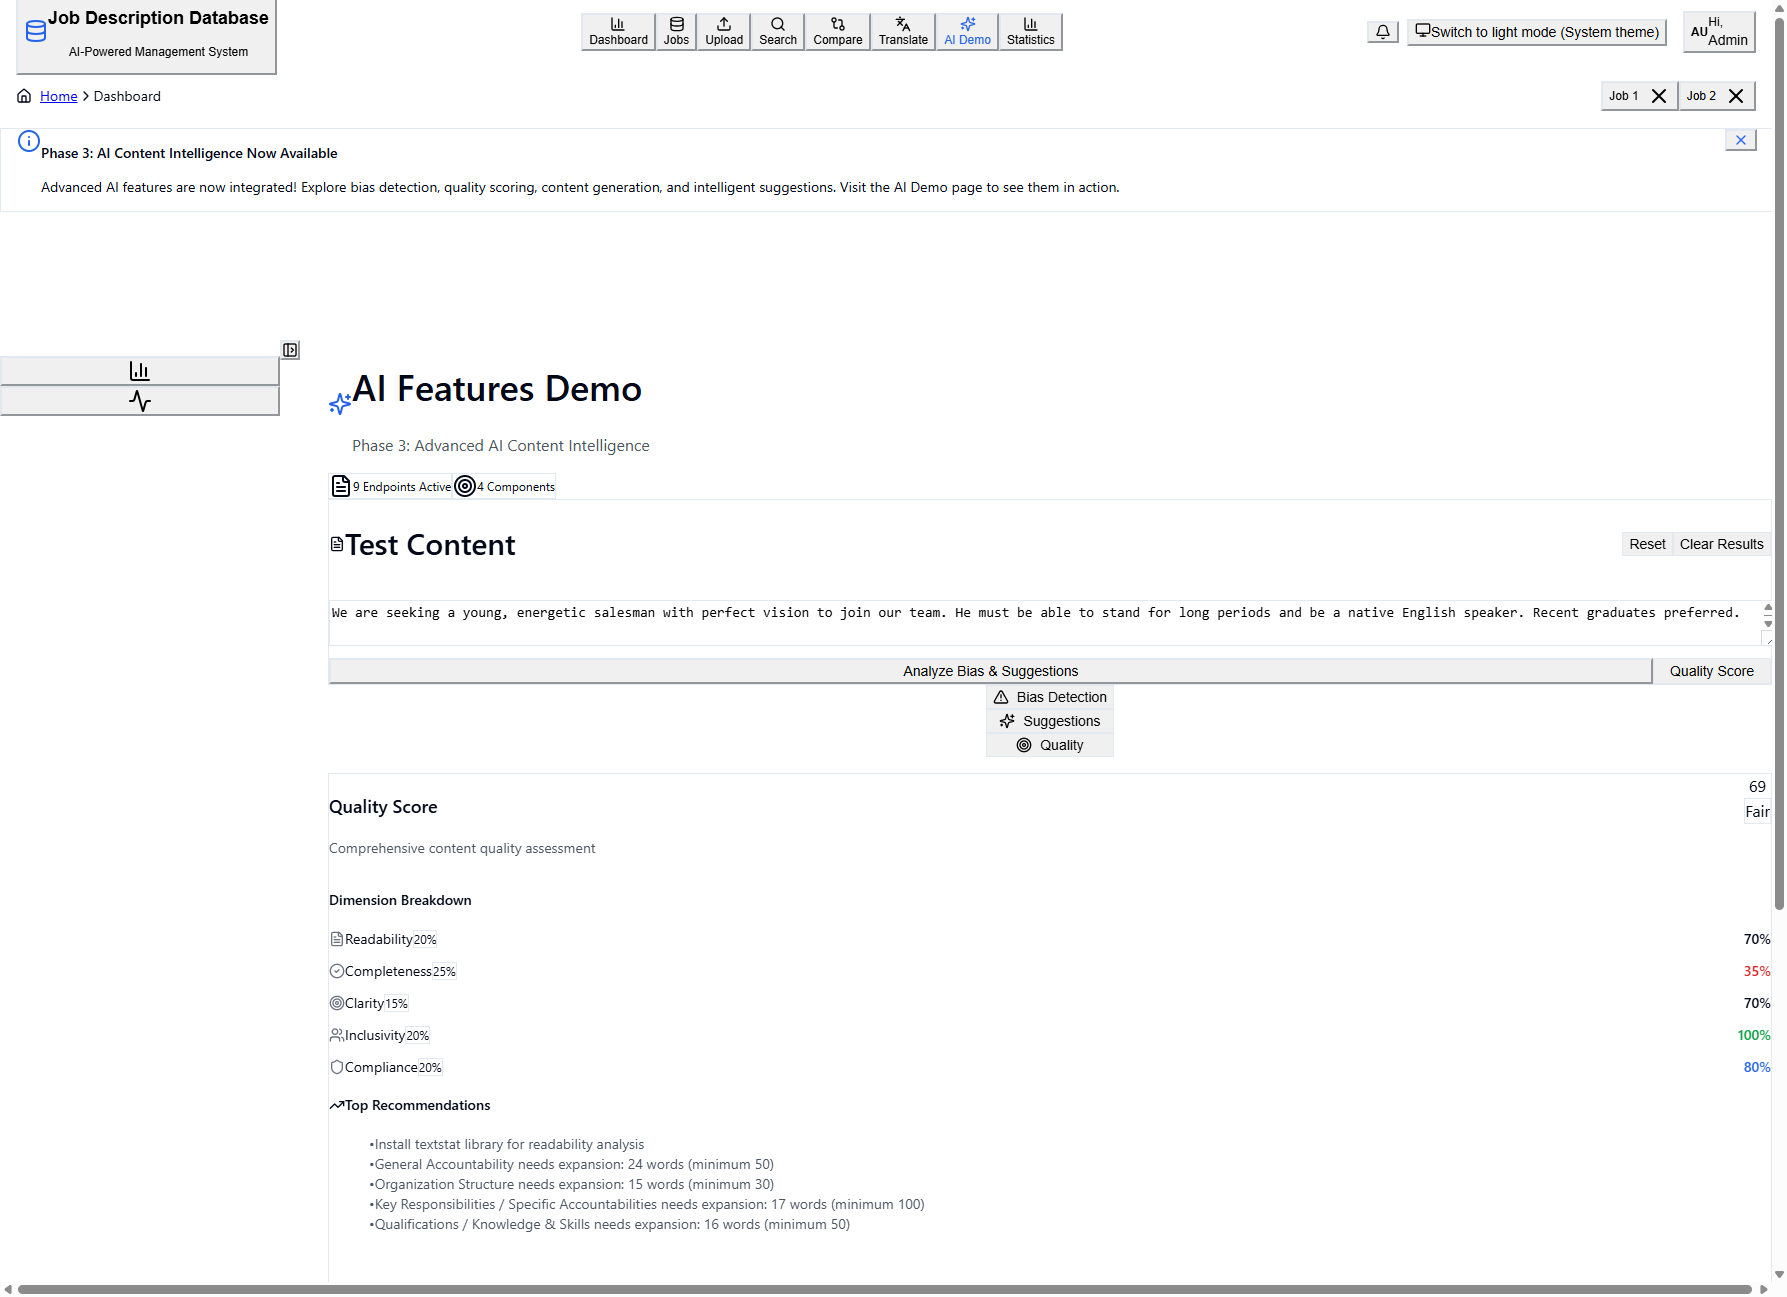 Job Description Database
AI-Powered Management System
Dashboard
Jobs
Upload
Search
Compare
Translate
AI Demo
Statistics
Switch to light mode (System theme)
AU
Hi, Admin
Home
Dashboard
Job 1
Job 2
Phase 3: AI Content Intelligence Now Available
Advanced AI features are now integrated! Explore bias detection, quality scoring, content generation, and intelligent suggestions. Visit the AI Demo page to see them in action.
AI Features Demo
Phase 3: Advanced AI Content Intelligence
9 Endpoints Active
4 Components
Test Content
Reset
Clear Results
We are seeking a young, energetic salesman with perfect vision to join our team. He must be able to stand for long periods and be a native English speaker. Recent graduates preferred.
Analyze Bias & Suggestions
Quality Score
Bias Detection
Suggestions
Quality
Quality Score
69
Fair
Comprehensive content quality assessment
Dimension Breakdown
Readability 20% 70%
Completeness 25% 35%
Clarity 15% 70%
Inclusivity 20% 100%
Compliance 20% 80%
Top Recommendations
•Install textstat library for readability analysis
•General Accountability needs expansion: 24 words (minimum 50)
•Organization Structure needs expansion: 15 words (minimum 30)
•Key Responsibilities / Specific Accountabilities needs expansion: 17 words (minimum 100)
•Qualifications / Knowledge & Skills needs expansion: 16 words (minimum 50)